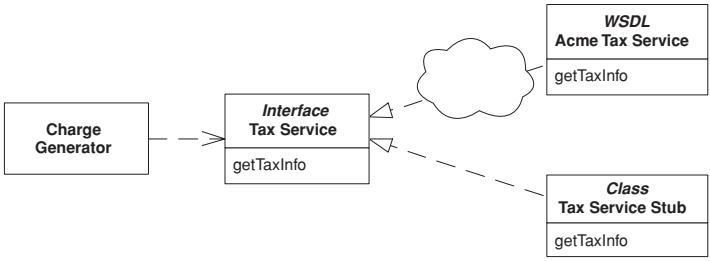 WSDL
Acme Tax Service
getTaxInfo
Interface
Tax Service
getTaxInfo
Charge
Generator
Class
Tax Service Stub
getTaxInfo